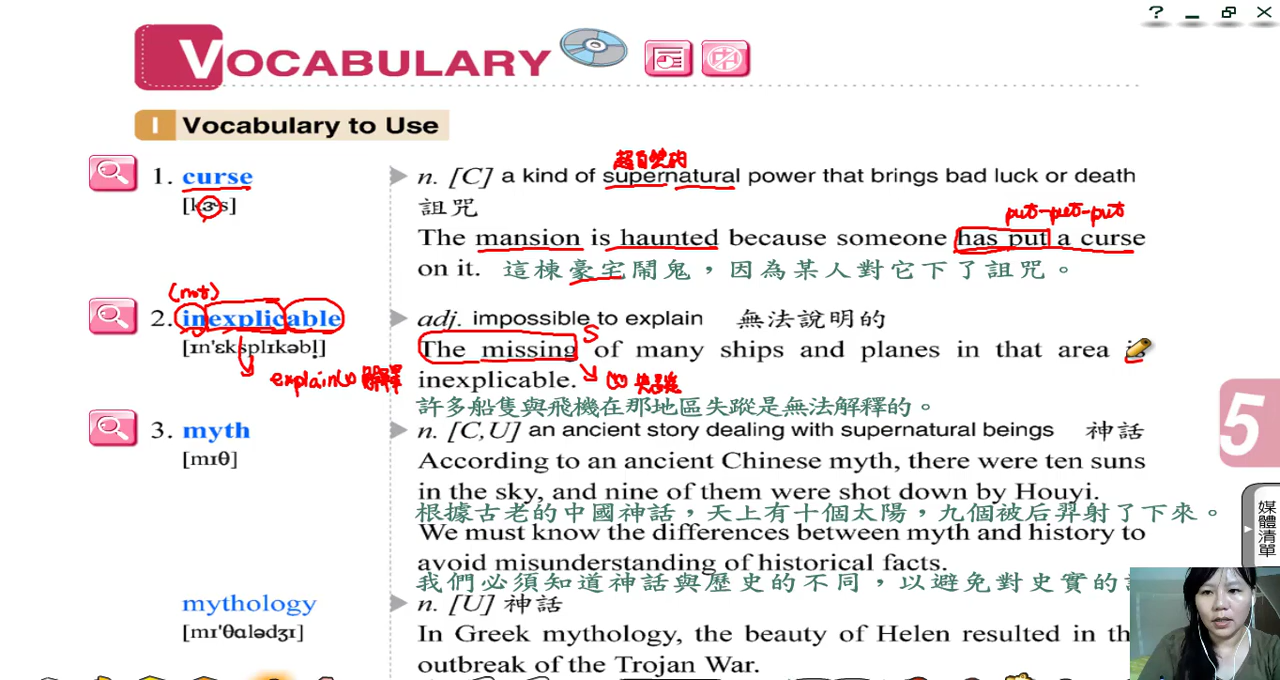 VOCABULARY
I Vocabulary to Use
超自然的
1. curse
n. [C] a kind of supernatural power that brings bad luck or death
[kɝs]
詛咒
put-put-put
The mansion is haunted because someone has put a curse
on it. 這棟豪宅鬧鬼，因為某人對它下了詛咒。
(not)
2. inexplicable
adj. impossible to explain 無法說明的
[ɪnˈɛksplɪkəbl̩]
S
The missing of many ships and planes in that area is
explain(v) 解釋
inexplicable.
失蹤
許多船隻與飛機在那地區失蹤是無法解釋的。
3. myth
n. [C,U] an ancient story dealing with supernatural beings 神話
[mɪθ]
According to an ancient Chinese myth, there were ten suns
in the sky, and nine of them were shot down by Houyi.
根據古老的中國神話，天上有十個太陽，九個被后羿射了下來。
We must know the differences between myth and history to
avoid misunderstanding of historical facts.
我們必須知道神話與歷史的不同，以避免對史實的
mythology
n. [U] 神話
[mɪˈθɑlədʒɪ]
In Greek mythology, the beauty of Helen resulted in th
outbreak of the Trojan War.
5
媒體清單